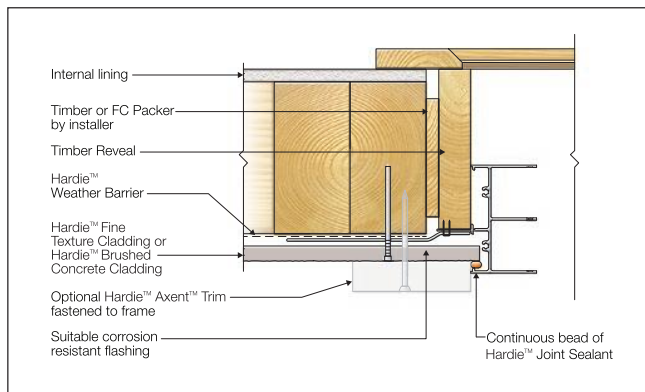 Internal lining
Timber or FC Packer
by installer
Timber Reveal
Hardie™
Weather Barrier
Hardie™ Fine
Texture Cladding or
Hardie™ Brushed
Concrete Cladding
Optional Hardie™ Axent™ Trim
fastened to frame
Suitable corrosion
resistant flashing
Continuous bead of
Hardie™ Joint Sealant